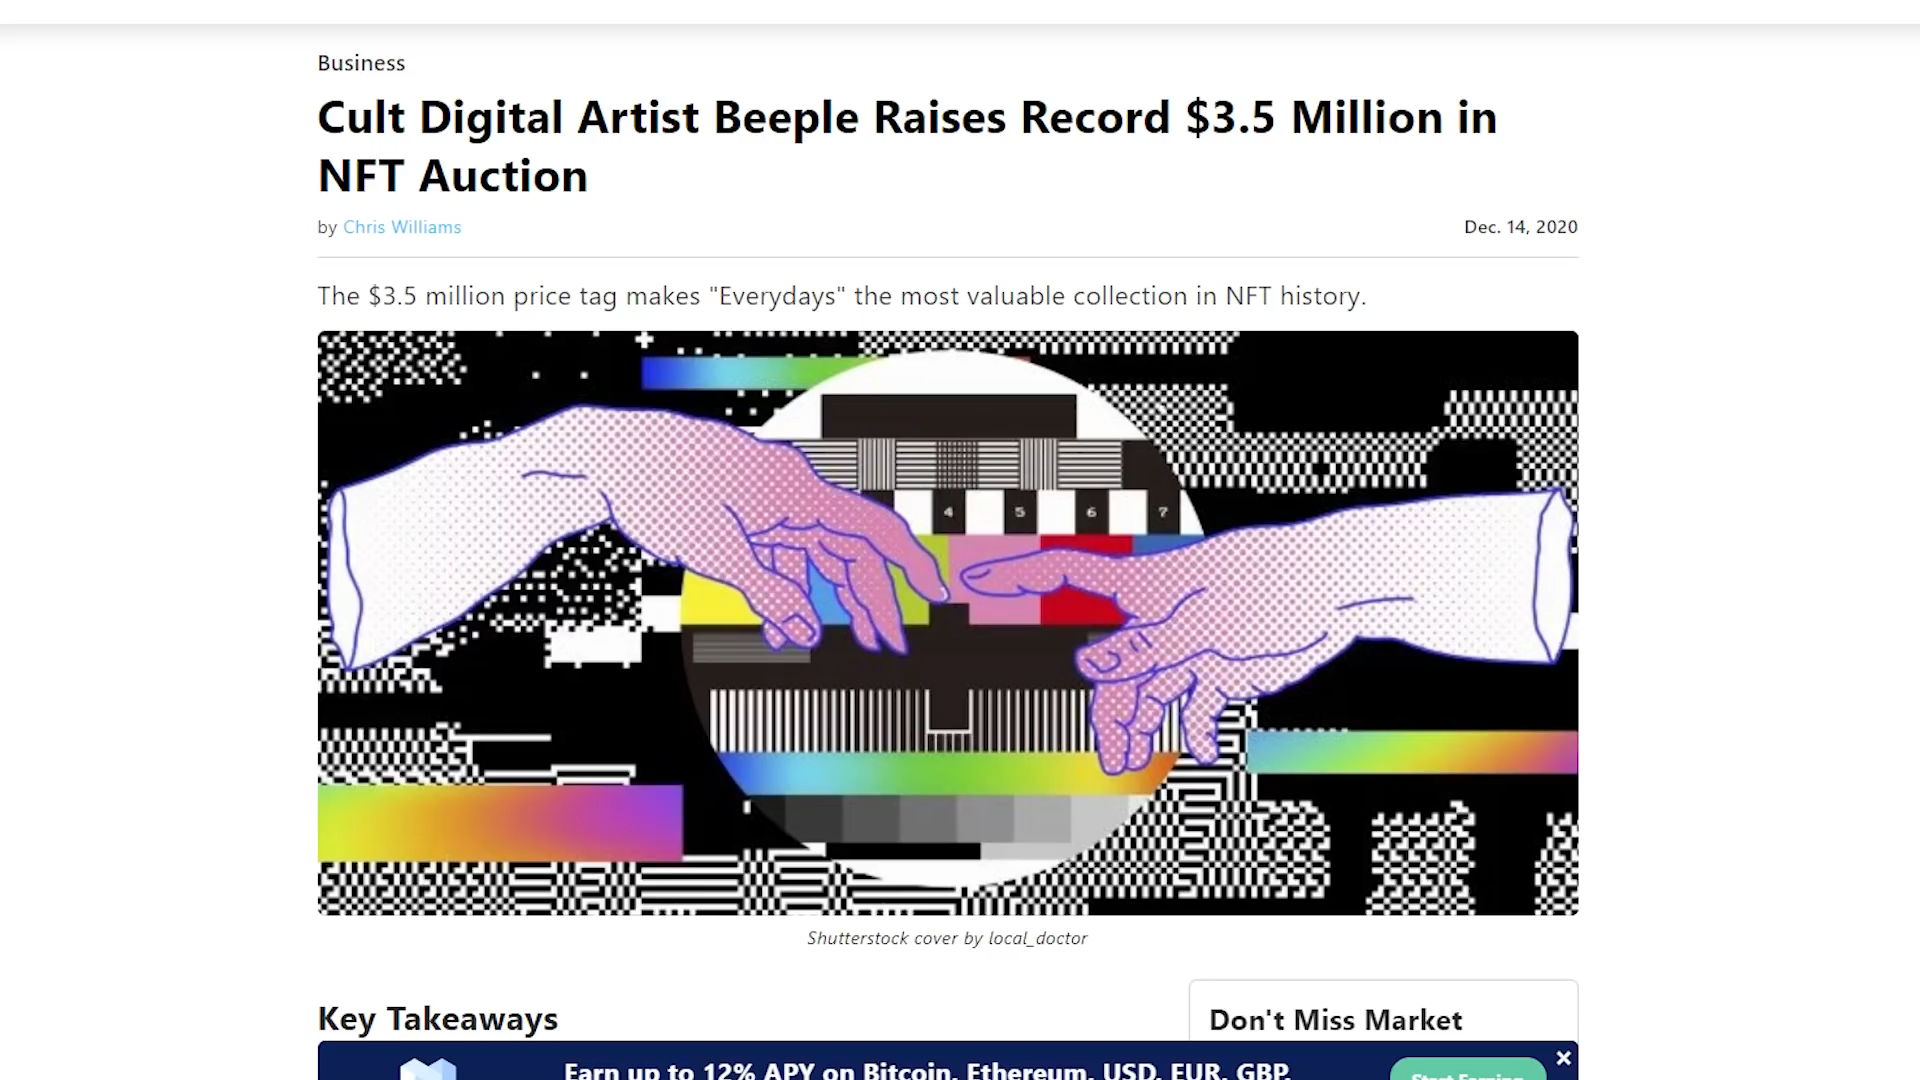 Business
Cult Digital Artist Beeple Raises Record $3.5 Million in
NFT Auction
by Chris Williams
Dec. 14, 2020
The $3.5 million price tag makes "Everydays" the most valuable collection in NFT history.
4 5 6 7
Shutterstock cover by local_doctor
Key Takeaways
Don't Miss Market
Earn up to 12% APY on Bitcoin, Ethereum, USD, EUR, GBP,
Start Earning